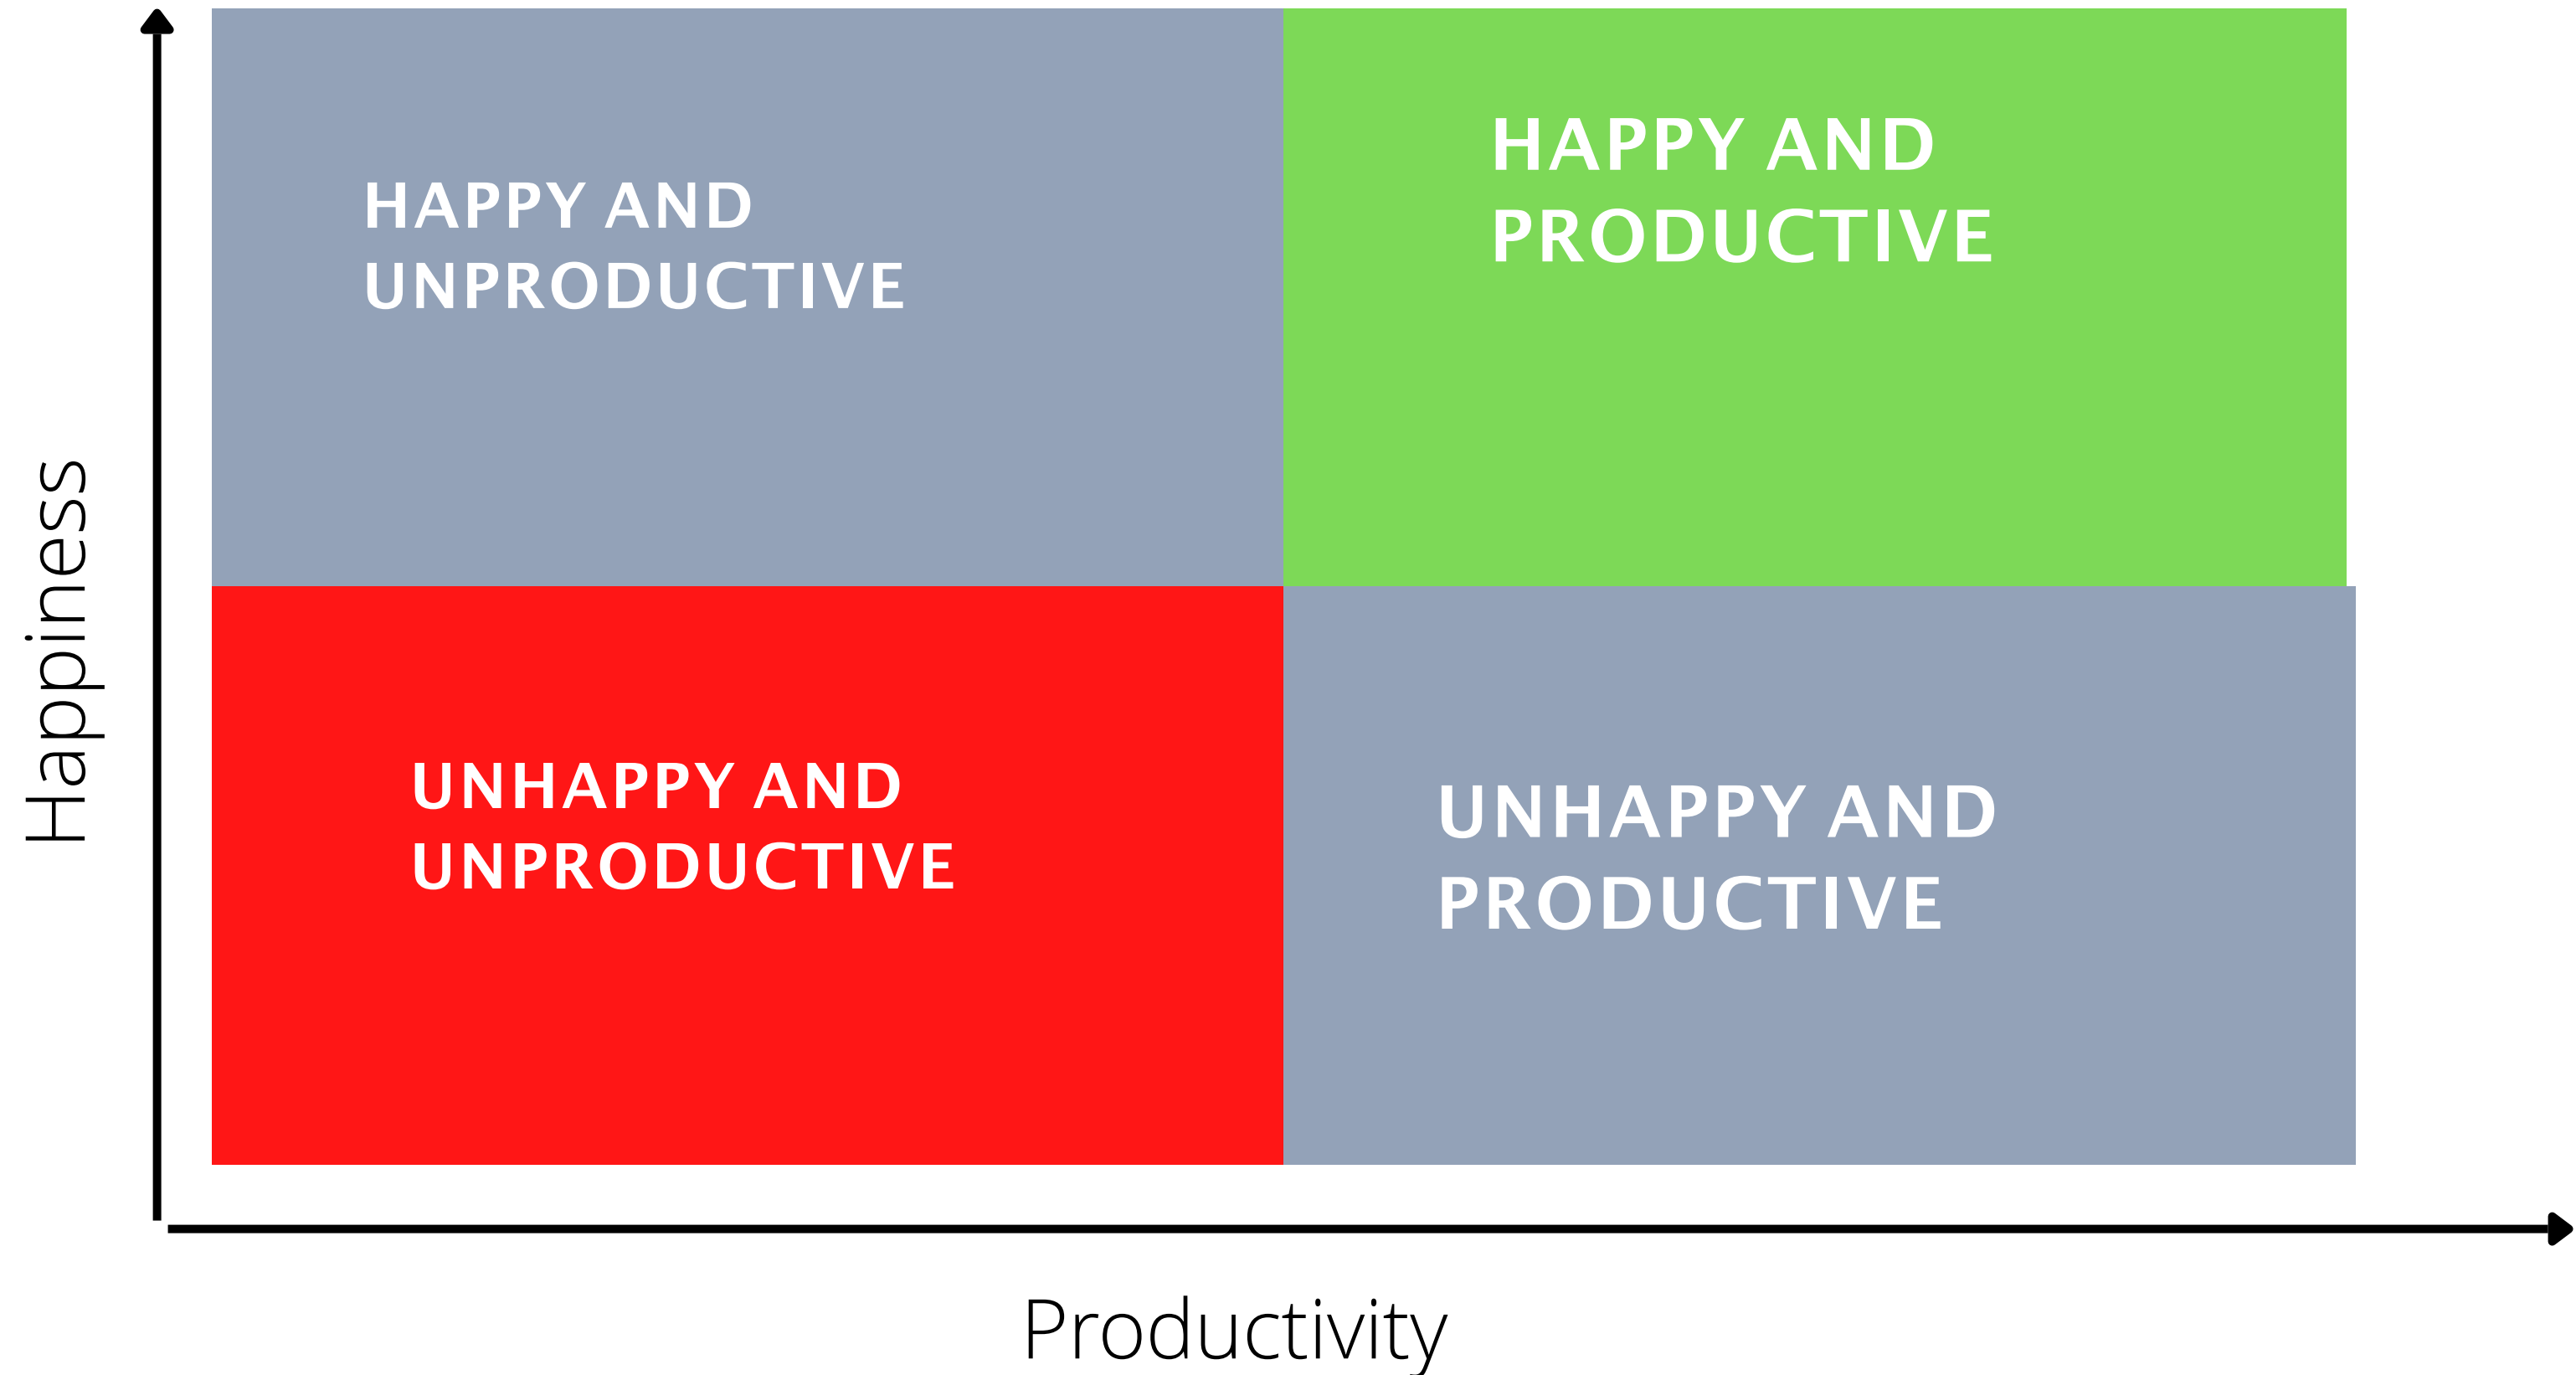 HAPPY AND
UNPRODUCTIVE
HAPPY AND
PRODUCTIVE
Happiness
UNHAPPY AND
UNPRODUCTIVE
UNHAPPY AND
PRODUCTIVE
Productivity